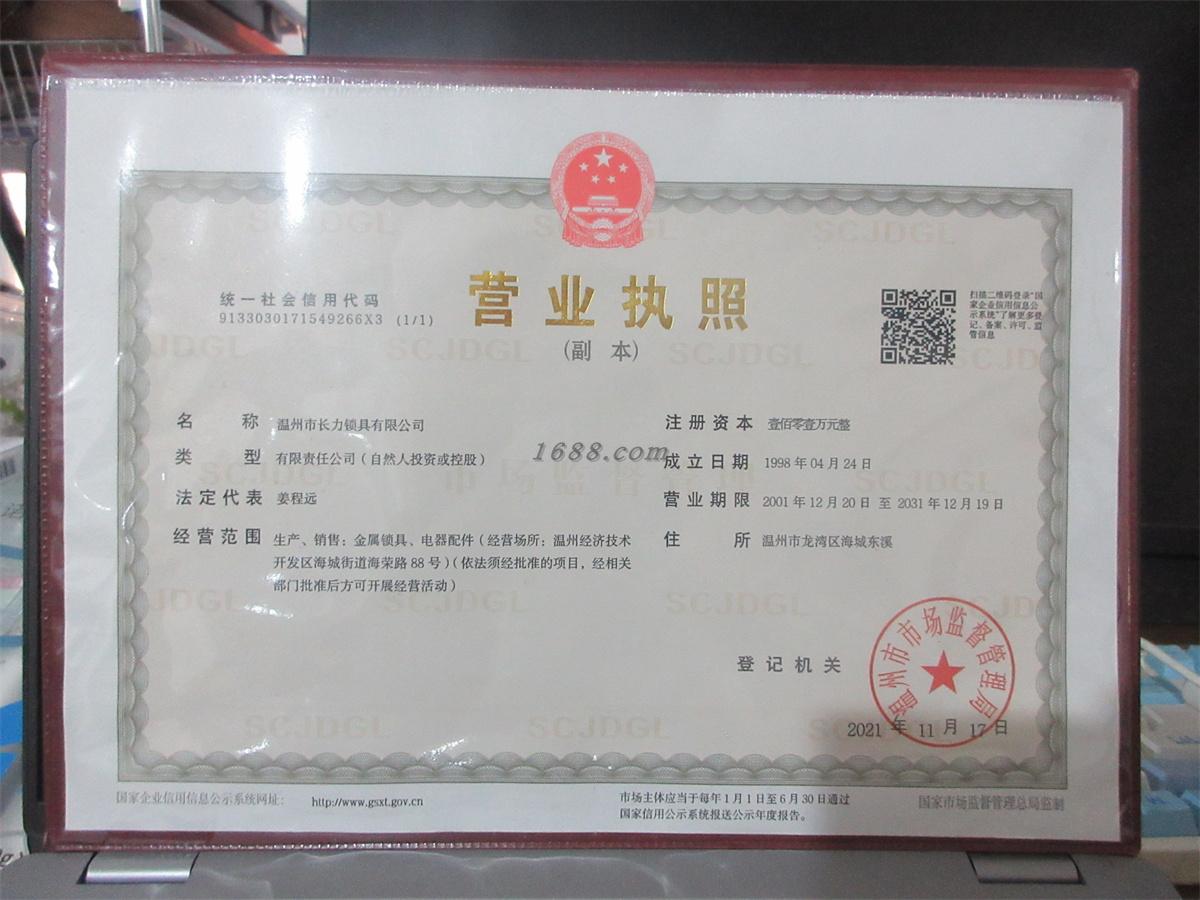 统一社会信用代码
9133030171549266X3 (1/1)
营业执照
(副 本)
扫描二维码登录“国
家企业信用信息公
示系统”了解更多登
记、备案、许可、监
管信息
名 称 温州市长力锁具有限公司
类 型 有限责任公司(自然人投资或控股)
法定代表 姜程远
经营范围 生产、销售:金属锁具、电器配件(经营场所:温州经济技术
开发区海城街道海荣路88号)(依法须经批准的项目,经相关
部门批准后方可开展经营活动)
注册资本 壹佰零壹万元整
成立日期 1998年04月24日
营业期限 2001年12月20日 至 2031年12月19日
住 所 温州市龙湾区海城东溪
1688.com
登记机关
温州市市场监督管理局
2021年11月17日
国家企业信用信息公示系统网址: http://www.gsxt.gov.cn
市场主体应当于每年1月1日至6月30日通过
国家信用公示系统报送公示年度报告。
国家市场监督管理总局监制
SCJDGL
市场监督管理